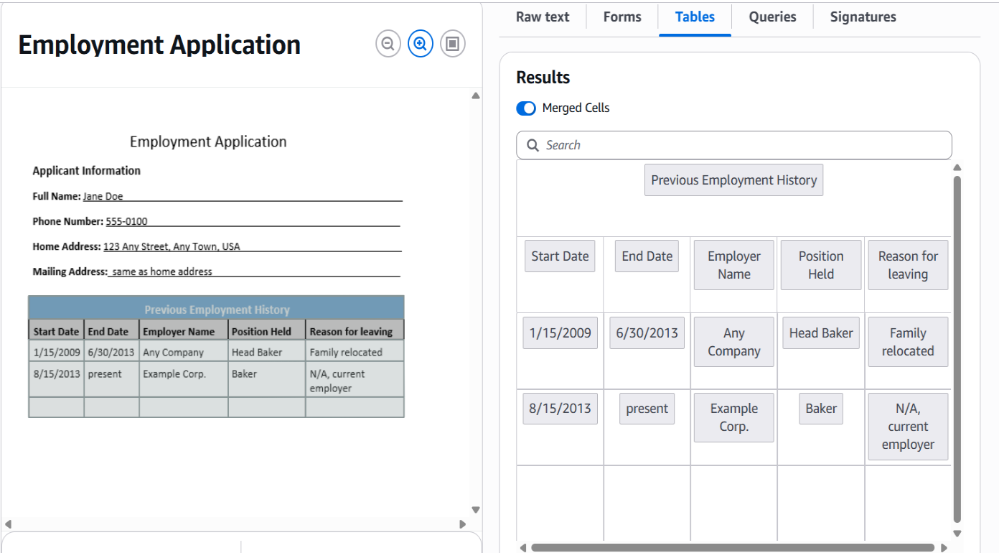 Employment Application
Employment Application
Applicant Information
Full Name: Jane Doe
Phone Number: 555-0100
Home Address: 123 Any Street, Any Town, USA
Mailing Address: same as home address
Previous Employment History
Start Date End Date Employer Name Position Held Reason for leaving
1/15/2009 6/30/2013 Any Company Head Baker Family relocated
8/15/2013 present Example Corp. Baker N/A, current
employer
Raw text Forms Tables Queries Signatures
Results
Merged Cells
Search
Previous Employment History
Start Date End Date Employer Position Reason for
Name Held leaving
1/15/2009 6/30/2013 Any Head Baker Family
Company relocated
8/15/2013 present Example Baker N/A,
Corp. current
employer